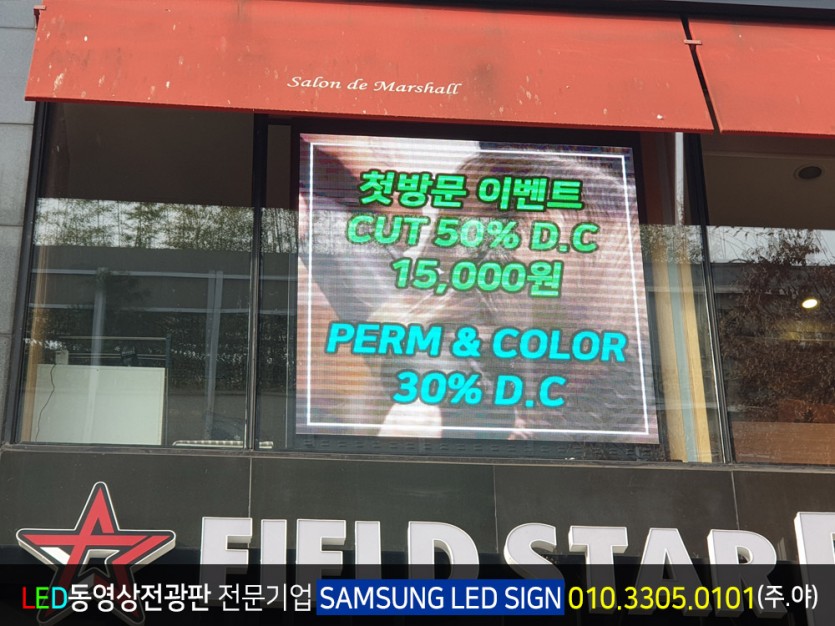 Salon de Marshall
첫방문 이벤트
CUT 50% D.C
15,000원
PERM & COLOR
30% D.C
FIELD STAR
LED동영상전광판 전문기업 SAMSUNG LED SIGN 010.3305.0101(주.야)